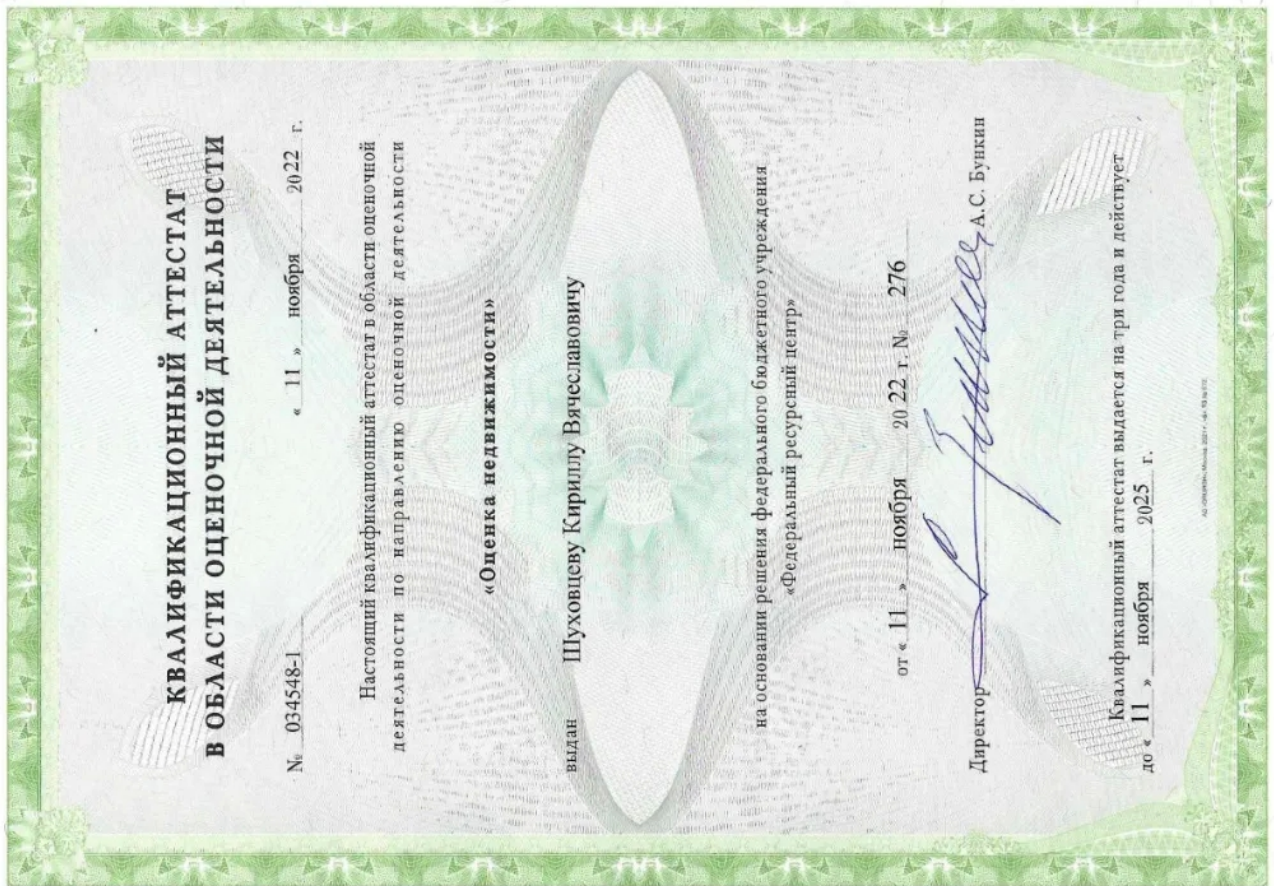 КВАЛИФИКАЦИОННЫЙ АТТЕСТАТ
В ОБЛАСТИ ОЦЕНОЧНОЙ ДЕЯТЕЛЬНОСТИ
№ 034548-1 « 11 » ноября 2022 г.
Настоящий квалификационный аттестат в области оценочной
деятельности по направлению оценочной деятельности
«Оценка недвижимости»
выдан Шуховцеву Кириллу Вячеславовичу
на основании решения федерального бюджетного учреждения
«Федеральный ресурсный центр»
от « 11 » ноября 20 22 г. № 276
Директор А.С. Бункин
Квалификационный аттестат выдается на три года и действует
до « 11 » ноября 2025 г.